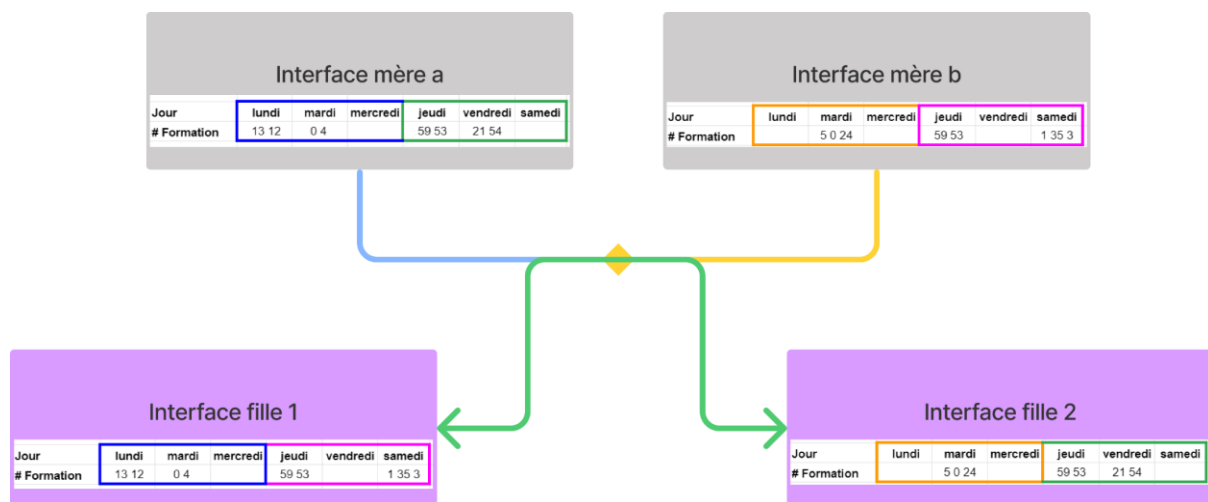 Interface mère a
Jour lundi mardi mercredi jeudi vendredi samedi
# Formation 13 12 0 4 59 53 21 54
Interface mère b
Jour lundi mardi mercredi jeudi vendredi samedi
# Formation 5 0 24 59 53 1 35 3
Interface fille 1
Jour lundi mardi mercredi jeudi vendredi samedi
# Formation 13 12 0 4 59 53 1 35 3
Interface fille 2
Jour lundi mardi mercredi jeudi vendredi samedi
# Formation 5 0 24 59 53 21 54